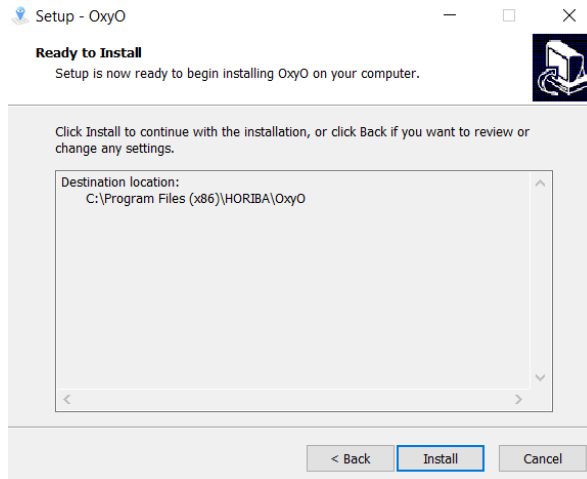 Setup - OxyO
Ready to Install
Setup is now ready to begin installing OxyO on your computer.
Click Install to continue with the installation, or click Back if you want to review or
change any settings.
Destination location:
C:\Program Files (x86)\HORIBA\OxyO
< Back
Install
Cancel